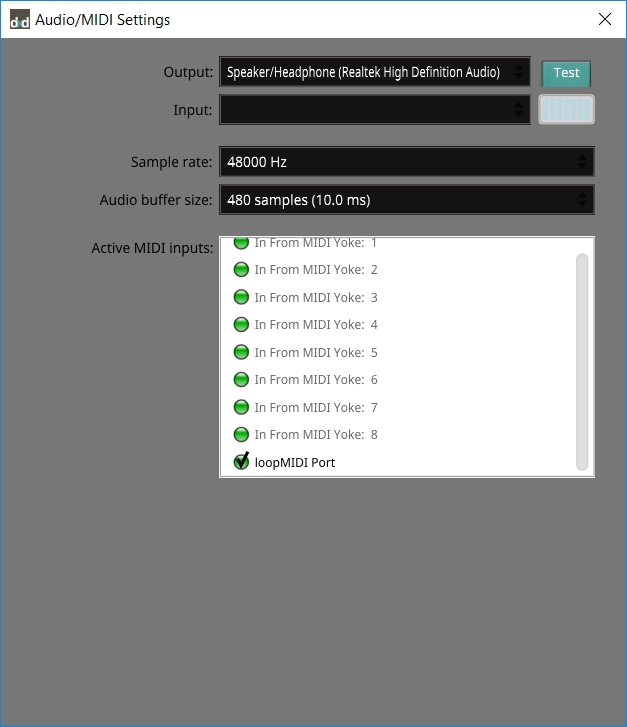 dvd Audio/MIDI Settings
Output: Speaker/Headphone (Realtek High Definition Audio) Test
Input:
Sample rate: 48000 Hz
Audio buffer size: 480 samples (10.0 ms)
Active MIDI inputs: In From MIDI Yoke: 1
In From MIDI Yoke: 2
In From MIDI Yoke: 3
In From MIDI Yoke: 4
In From MIDI Yoke: 5
In From MIDI Yoke: 6
In From MIDI Yoke: 7
In From MIDI Yoke: 8
loopMIDI Port